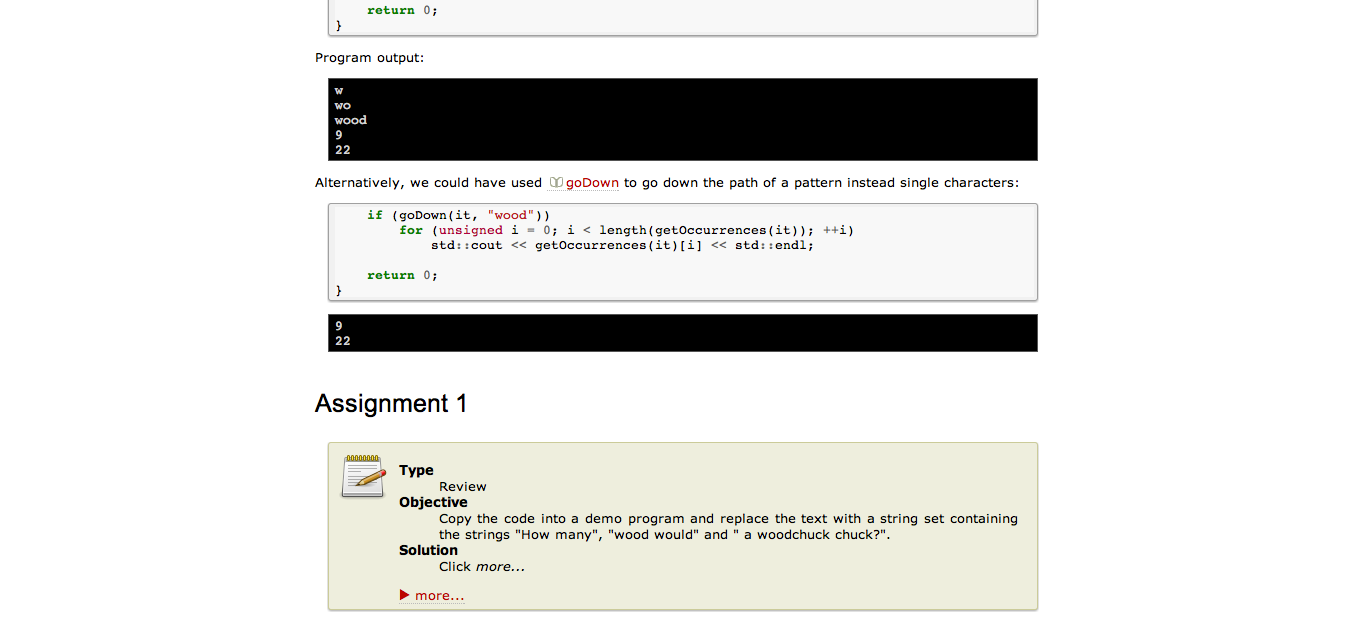 return 0;
}
Program output:
w
wo
wood
9
22
Alternatively, we could have used goDown to go down the path of a pattern instead single characters:
if (goDown(it, "wood"))
for (unsigned i = 0; i < length(getOccurrences(it)); ++i)
std::cout << getOccurrences(it)[i] << std::endl;
return 0;
}
9
22
Assignment 1
Type
Review
Objective
Copy the code into a demo program and replace the text with a string set containing
the strings "How many", "wood would" and " a woodchuck chuck?".
Solution
Click more...
more...